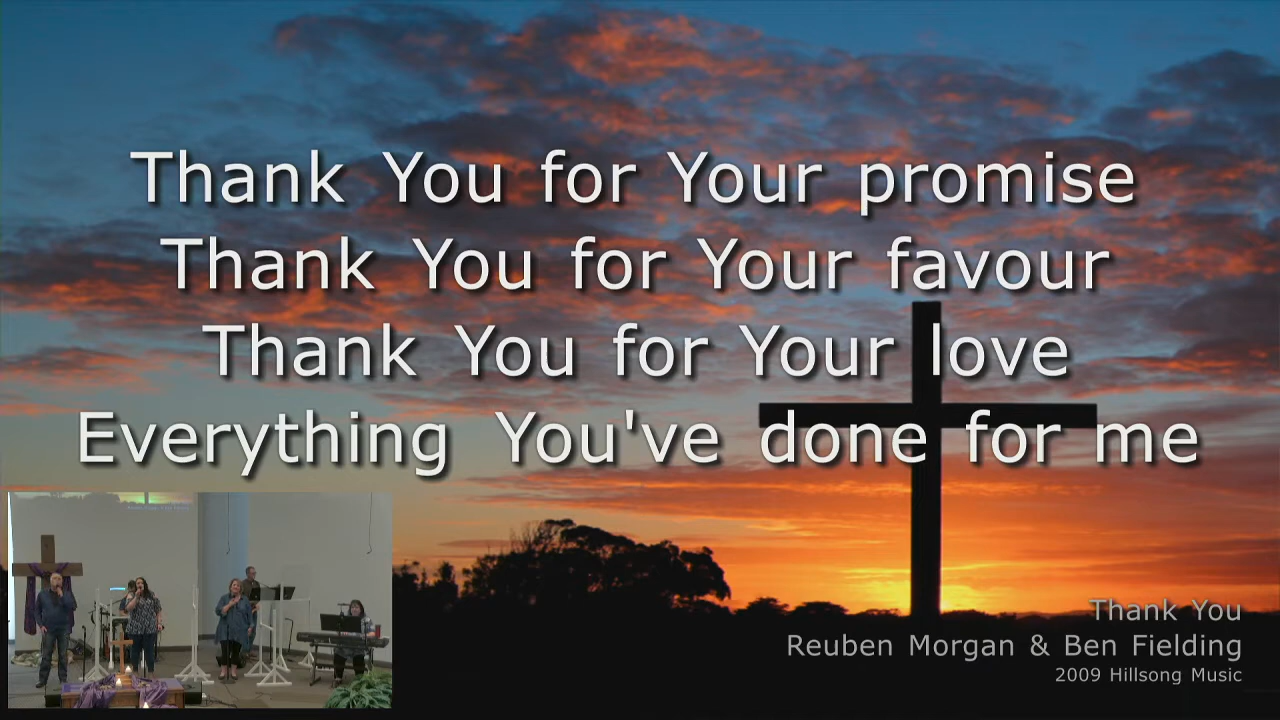 Thank You for Your promise
Thank You for Your favour
Thank You for Your love
Everything You've done for me
Thank You
Reuben Morgan & Ben Fielding
2009 Hillsong Music